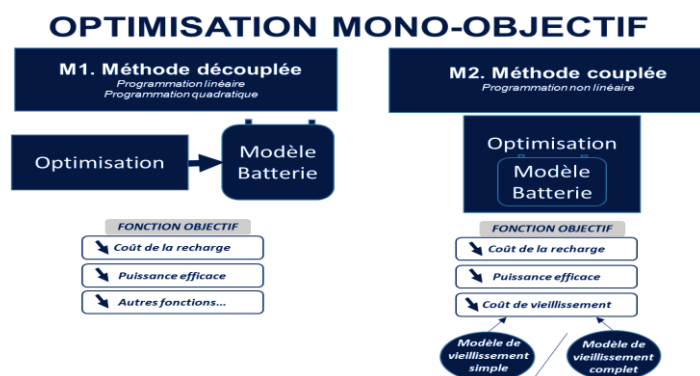 OPTIMISATION MONO-OBJECTIF
M1. Méthode découplée
Programmation linéaire
Programmation quadratique
Optimisation
Modèle
Batterie
FONCTION OBJECTIF
Coût de la recharge
Puissance efficace
Autres fonctions...
M2. Méthode couplée
Programmation non linéaire
Optimisation
Modèle
Batterie
FONCTION OBJECTIF
Coût de la recharge
Puissance efficace
Coût de vieillissement
Modèle de
vieillissement
simple
Modèle de
vieillissement
complet